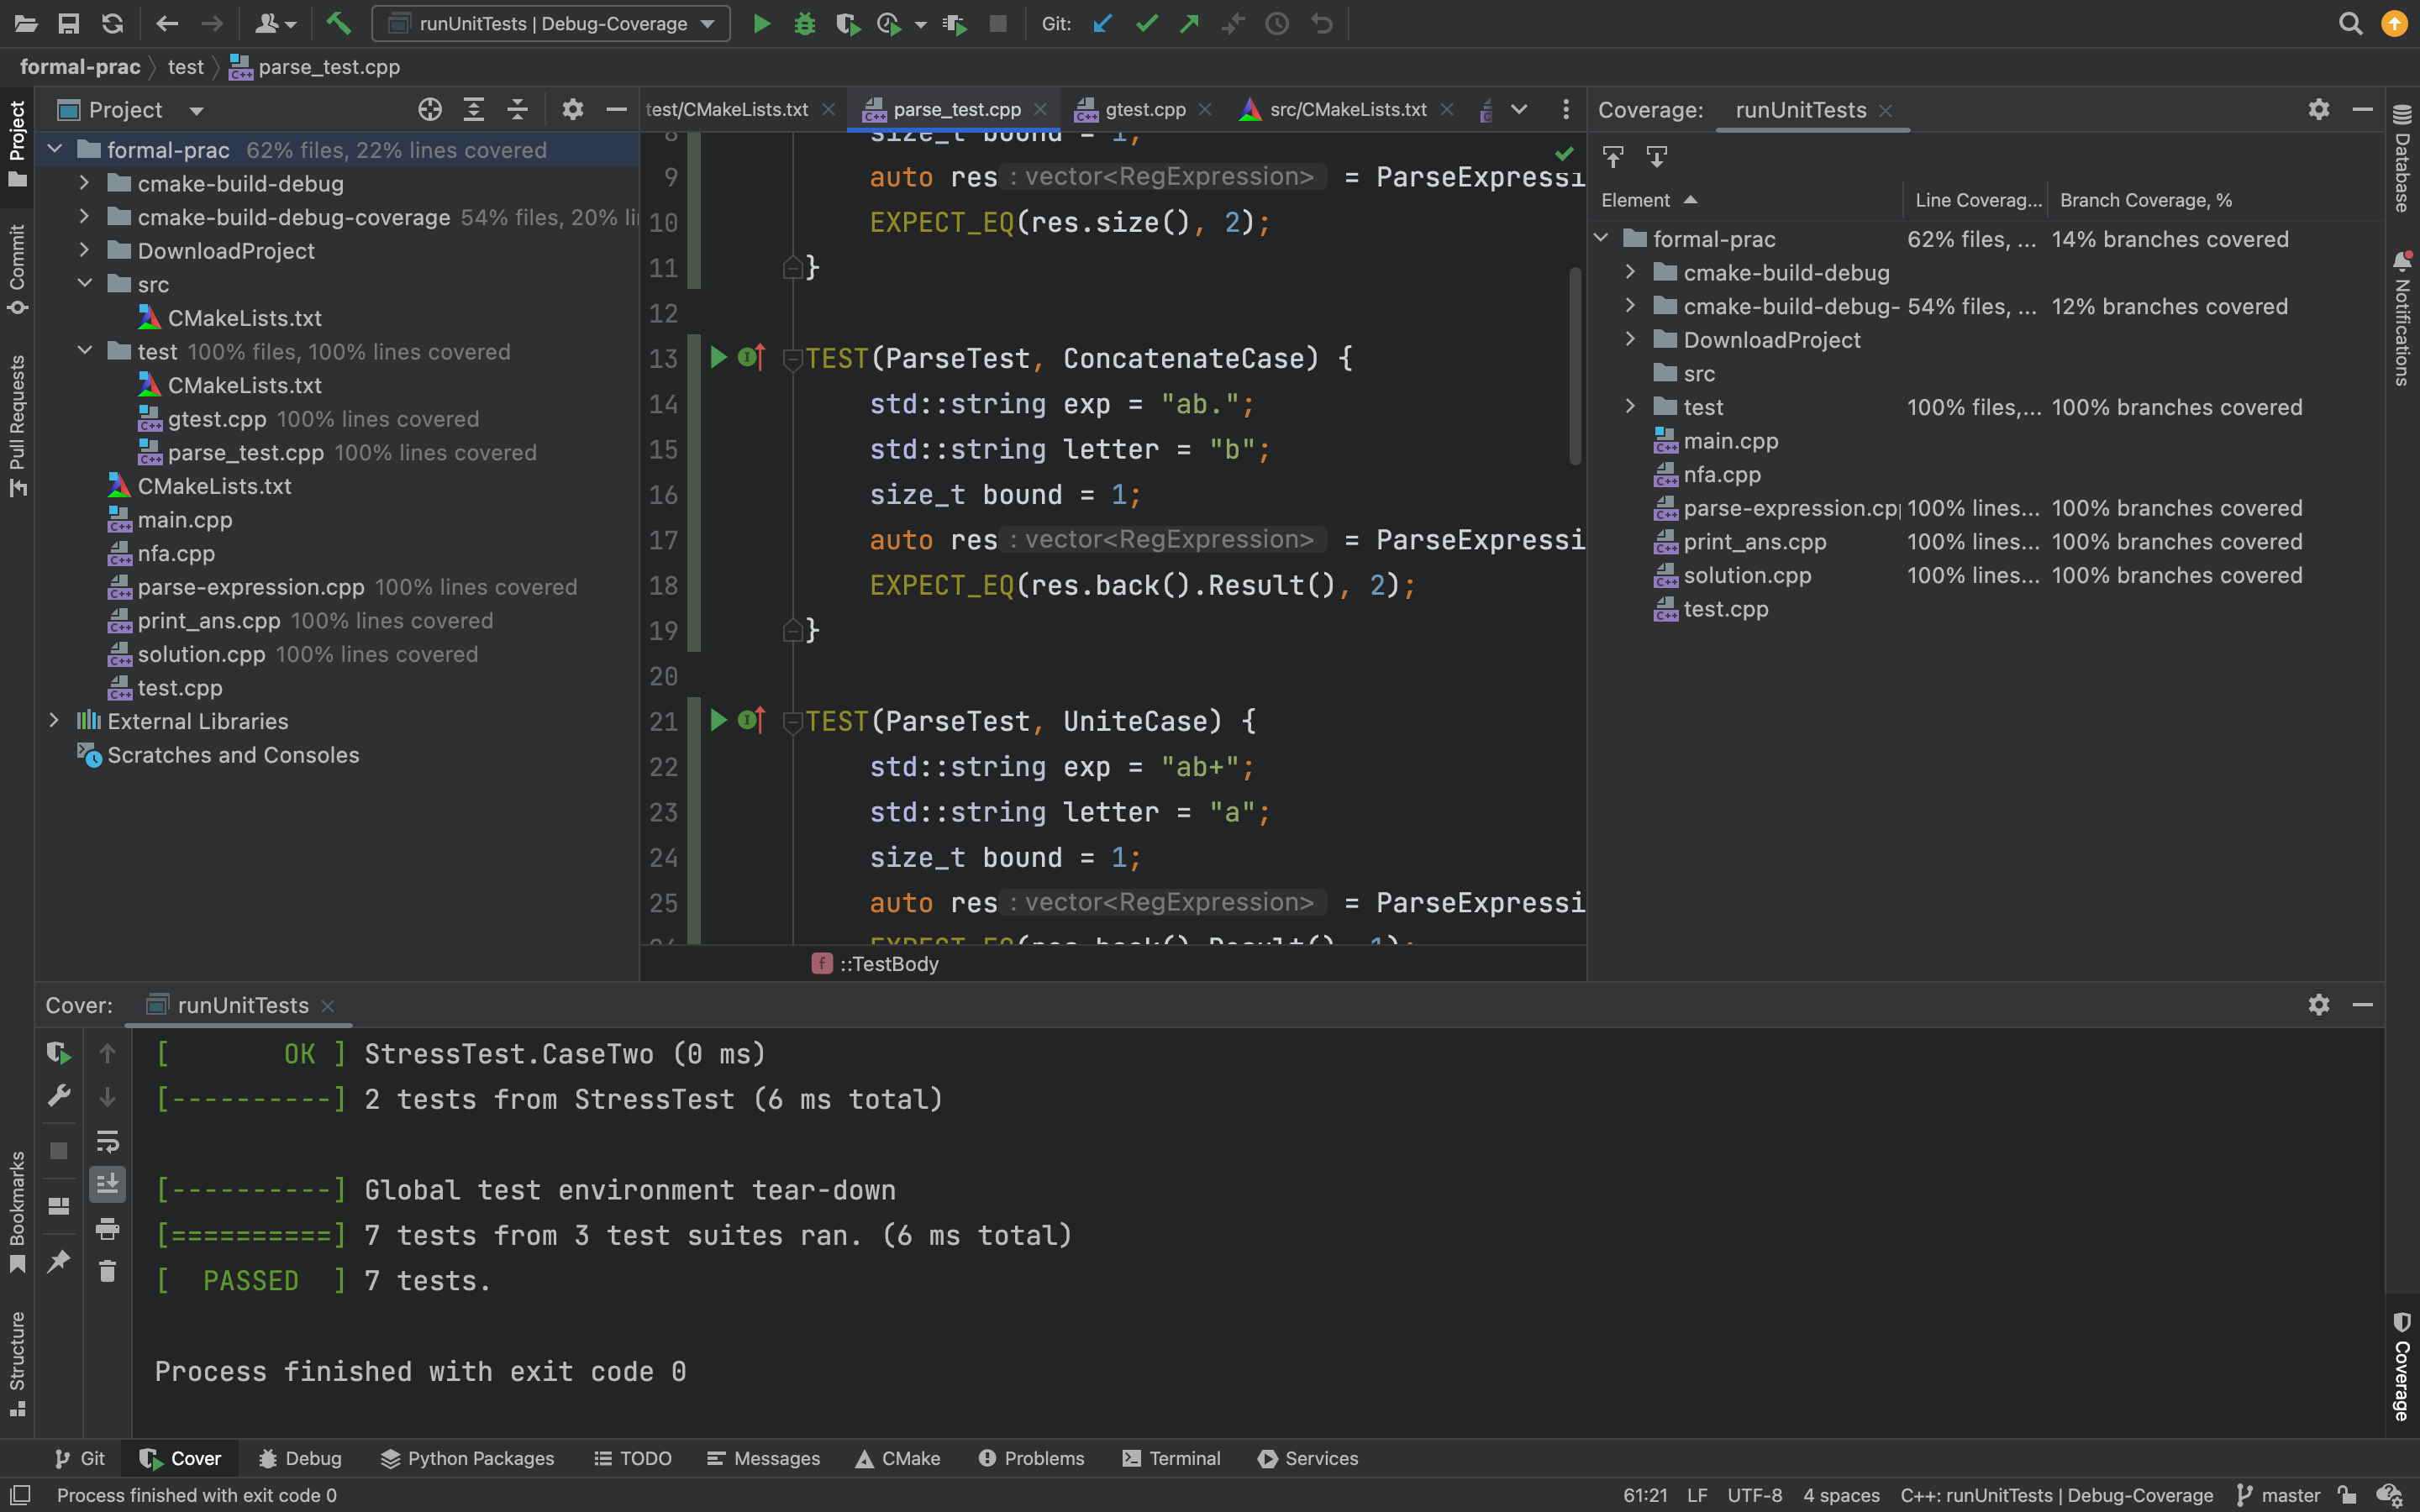 runUnitTests | Debug-Coverage
Git:
formal-prac
test
parse_test.cpp
Project
Commit
Pull Requests
Bookmarks
Structure
Project
formal-prac 62% files, 22% lines covered
cmake-build-debug
cmake-build-debug-coverage 54% files, 20% li
DownloadProject
src
CMakeLists.txt
test 100% files, 100% lines covered
CMakeLists.txt
gtest.cpp 100% lines covered
parse_test.cpp 100% lines covered
CMakeLists.txt
main.cpp
nfa.cpp
parse-expression.cpp 100% lines covered
print_ans.cpp 100% lines covered
solution.cpp 100% lines covered
test.cpp
External Libraries
Scratches and Consoles
test/CMakeLists.txt
parse_test.cpp
gtest.cpp
src/CMakeLists.txt
8 size_t bound = 1;
9 auto res : vector<RegExpression> = ParseExpressi
10 EXPECT_EQ(res.size(), 2);
11 }
12
13 TEST(ParseTest, ConcatenateCase) {
14 std::string exp = "ab.";
15 std::string letter = "b";
16 size_t bound = 1;
17 auto res : vector<RegExpression> = ParseExpressi
18 EXPECT_EQ(res.back().Result(), 2);
19 }
20
21 TEST(ParseTest, UniteCase) {
22 std::string exp = "ab+";
23 std::string letter = "a";
24 size_t bound = 1;
25 auto res : vector<RegExpression> = ParseExpressi
26 EXPECT_EQ(res.back().Result(), 1);
::TestBody
Coverage:
runUnitTests
Element
Line Coverag...
Branch Coverage, %
formal-prac 62% files, ... 14% branches covered
cmake-build-debug
cmake-build-debug- 54% files, ... 12% branches covered
DownloadProject
src
test 100% files,... 100% branches covered
main.cpp
nfa.cpp
parse-expression.cpp 100% lines... 100% branches covered
print_ans.cpp 100% lines... 100% branches covered
solution.cpp 100% lines... 100% branches covered
test.cpp
Database
Notifications
Coverage
Cover:
runUnitTests
[       OK ] StressTest.CaseTwo (0 ms)
[----------] 2 tests from StressTest (6 ms total)
[----------] Global test environment tear-down
[==========] 7 tests from 3 test suites ran. (6 ms total)
[  PASSED  ] 7 tests.
Process finished with exit code 0
Git
Cover
Debug
Python Packages
TODO
Messages
CMake
Problems
Terminal
Services
Process finished with exit code 0
61:21
LF
UTF-8
4 spaces
C++: runUnitTests | Debug-Coverage
master